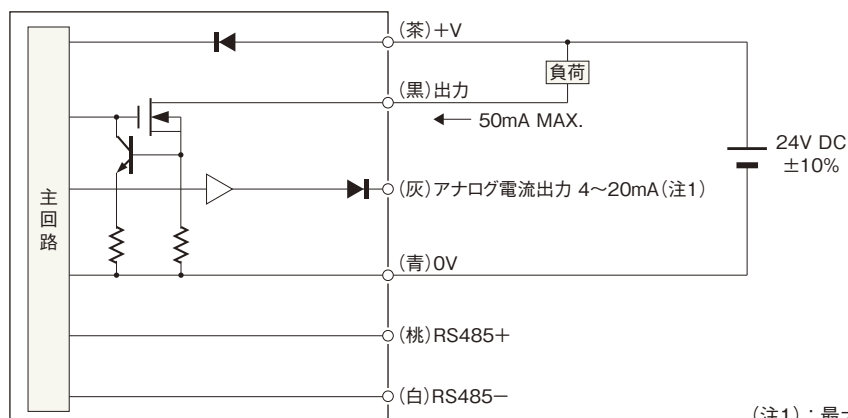 (茶)+V
負荷
(黒)出力
50mA MAX.
24V DC
±10%
主回路
(灰)アナログ電流出力 4〜20mA(注1)
(青)0V
(桃)RS485+
(白)RS485−
(注1):最